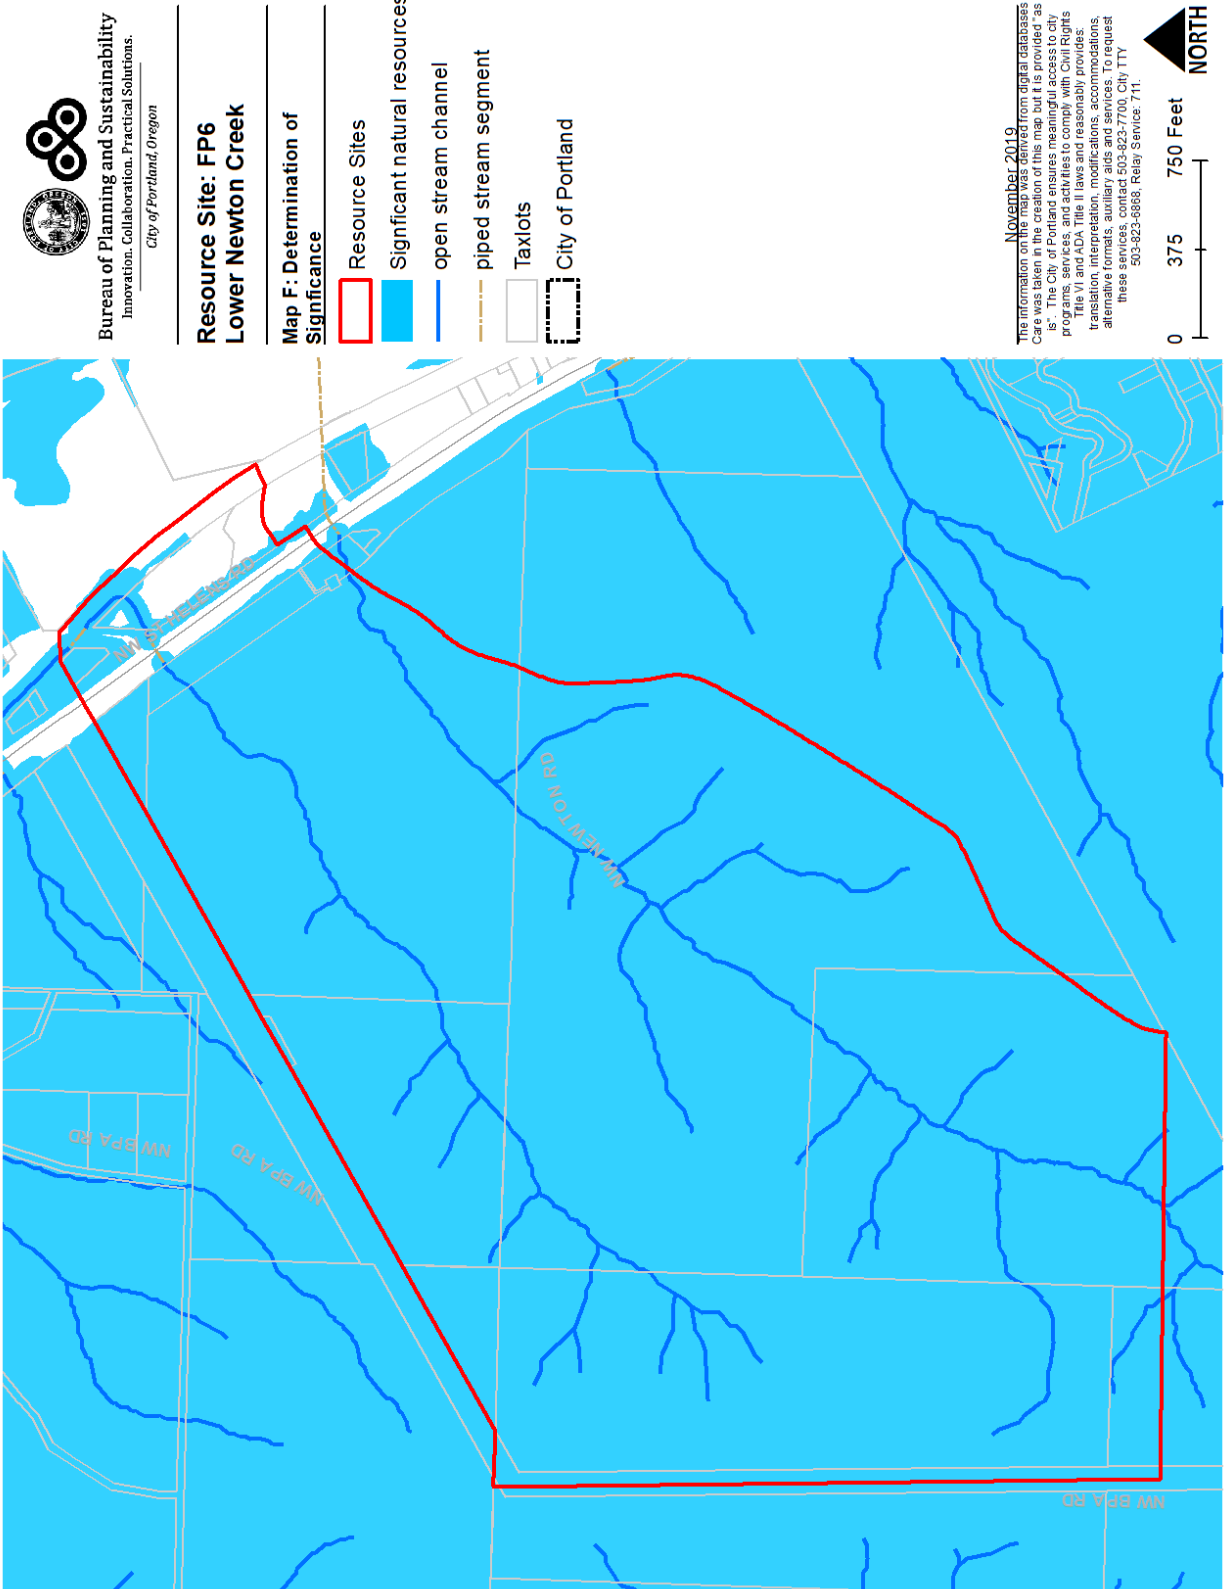 Bureau of Planning and Sustainability
Innovation. Collaboration. Practical Solutions.
City of Portland, Oregon
Resource Site: FP6
Lower Newton Creek
Map F: Determination of
Signficance
Resource Sites
Signficant natural resources
open stream channel
piped stream segment
Taxlots
City of Portland
November 2019
The information on the map was derived from digital databases
Care was taken in the creation of this map but it is provided "as
is". The City of Portland ensures meaningful access to city
programs, services, and activities to comply with Civil Rights
Title VI and ADA Title II laws and reasonably provides:
translation, interpretation, modifications, accommodations,
alternative formats, auxiliary aids and services. To request
these services, contact 503-823-7700, City TTY
503-823-6868, Relay Service: 711.
0 375 750 Feet
NORTH
NW ST HELENS RD
NW NEWTON RD
NW BPA RD
NW BPA RD
NW BPA RD
NW BPA RD